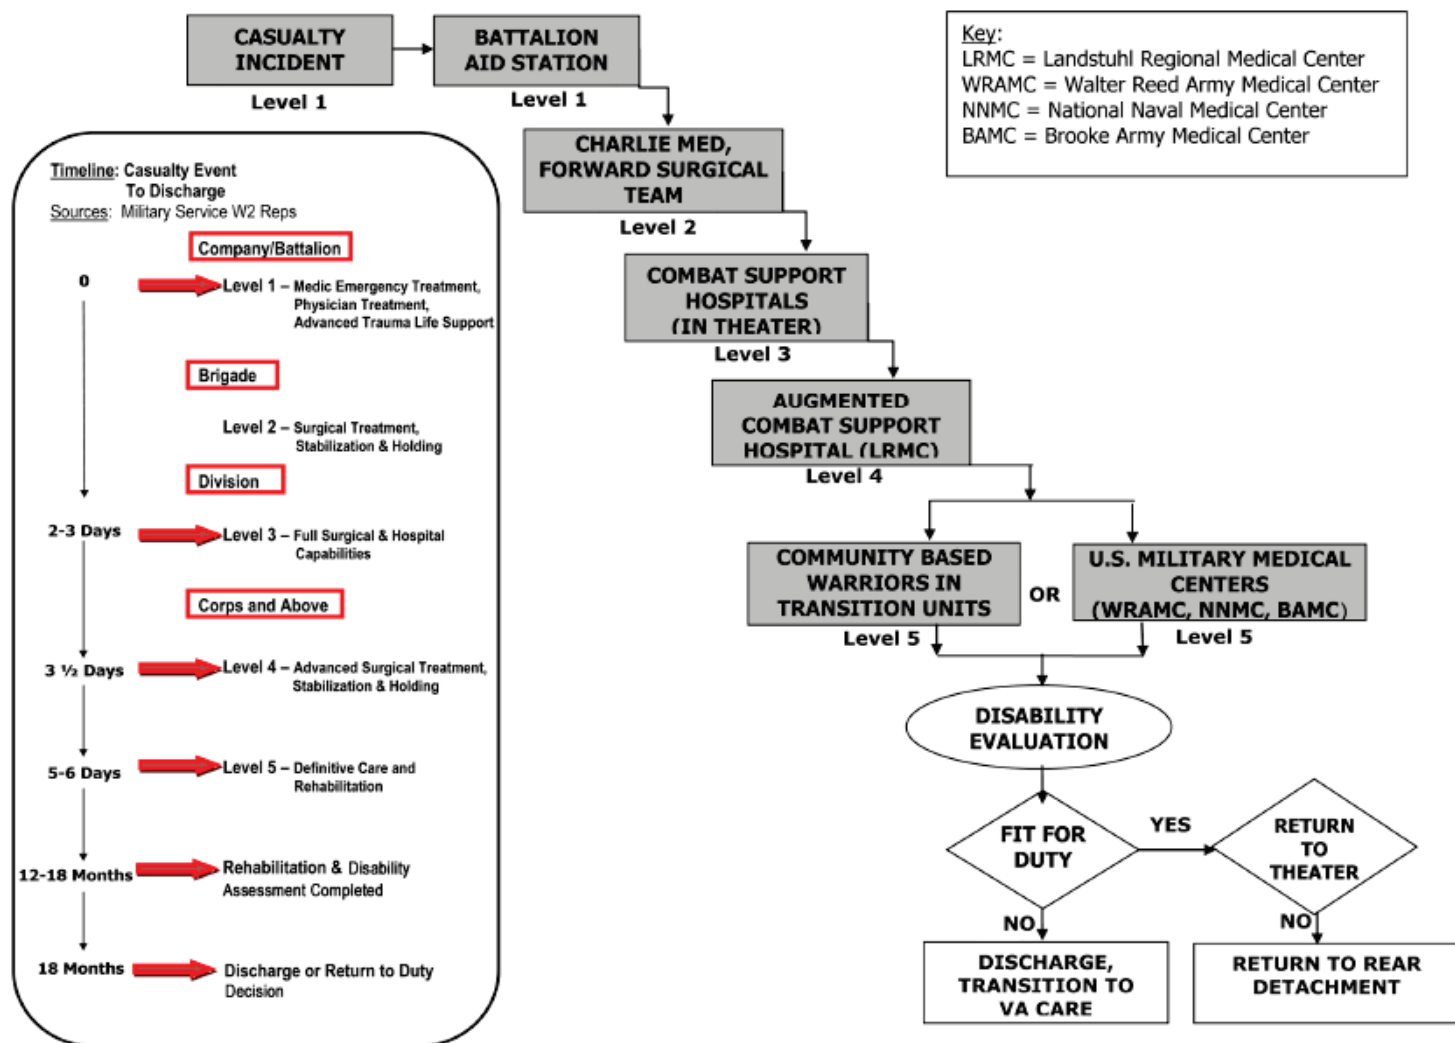 CASUALTY
INCIDENT
Level 1
BATTALION
AID STATION
Level 1
Key:
LRMC = Landstuhl Regional Medical Center
WRAMC = Walter Reed Army Medical Center
NNMC = National Naval Medical Center
BAMC = Brooke Army Medical Center
CHARLIE MED,
FORWARD SURGICAL
TEAM
Level 2
COMBAT SUPPORT
HOSPITALS
(IN THEATER)
Level 3
AUGMENTED
COMBAT SUPPORT
HOSPITAL (LRMC)
Level 4
COMMUNITY BASED
WARRIORS IN
TRANSITION UNITS
Level 5
OR
U.S. MILITARY MEDICAL
CENTERS
(WRAMC, NNMC, BAMC)
Level 5
DISABILITY
EVALUATION
FIT FOR
DUTY
YES
RETURN
TO
THEATER
NO
DISCHARGE,
TRANSITION TO
VA CARE
NO
RETURN TO REAR
DETACHMENT
Timeline: Casualty Event
To Discharge
Sources: Military Service W2 Reps
Company/Battalion
0
Level 1 – Medic Emergency Treatment,
Physician Treatment,
Advanced Trauma Life Support
Brigade
Level 2 – Surgical Treatment,
Stabilization & Holding
Division
2-3 Days
Level 3 – Full Surgical & Hospital
Capabilities
Corps and Above
3 ½ Days
Level 4 – Advanced Surgical Treatment,
Stabilization & Holding
5-6 Days
Level 5 – Definitive Care and
Rehabilitation
12-18 Months
Rehabilitation & Disability
Assessment Completed
18 Months
Discharge or Return to Duty
Decision